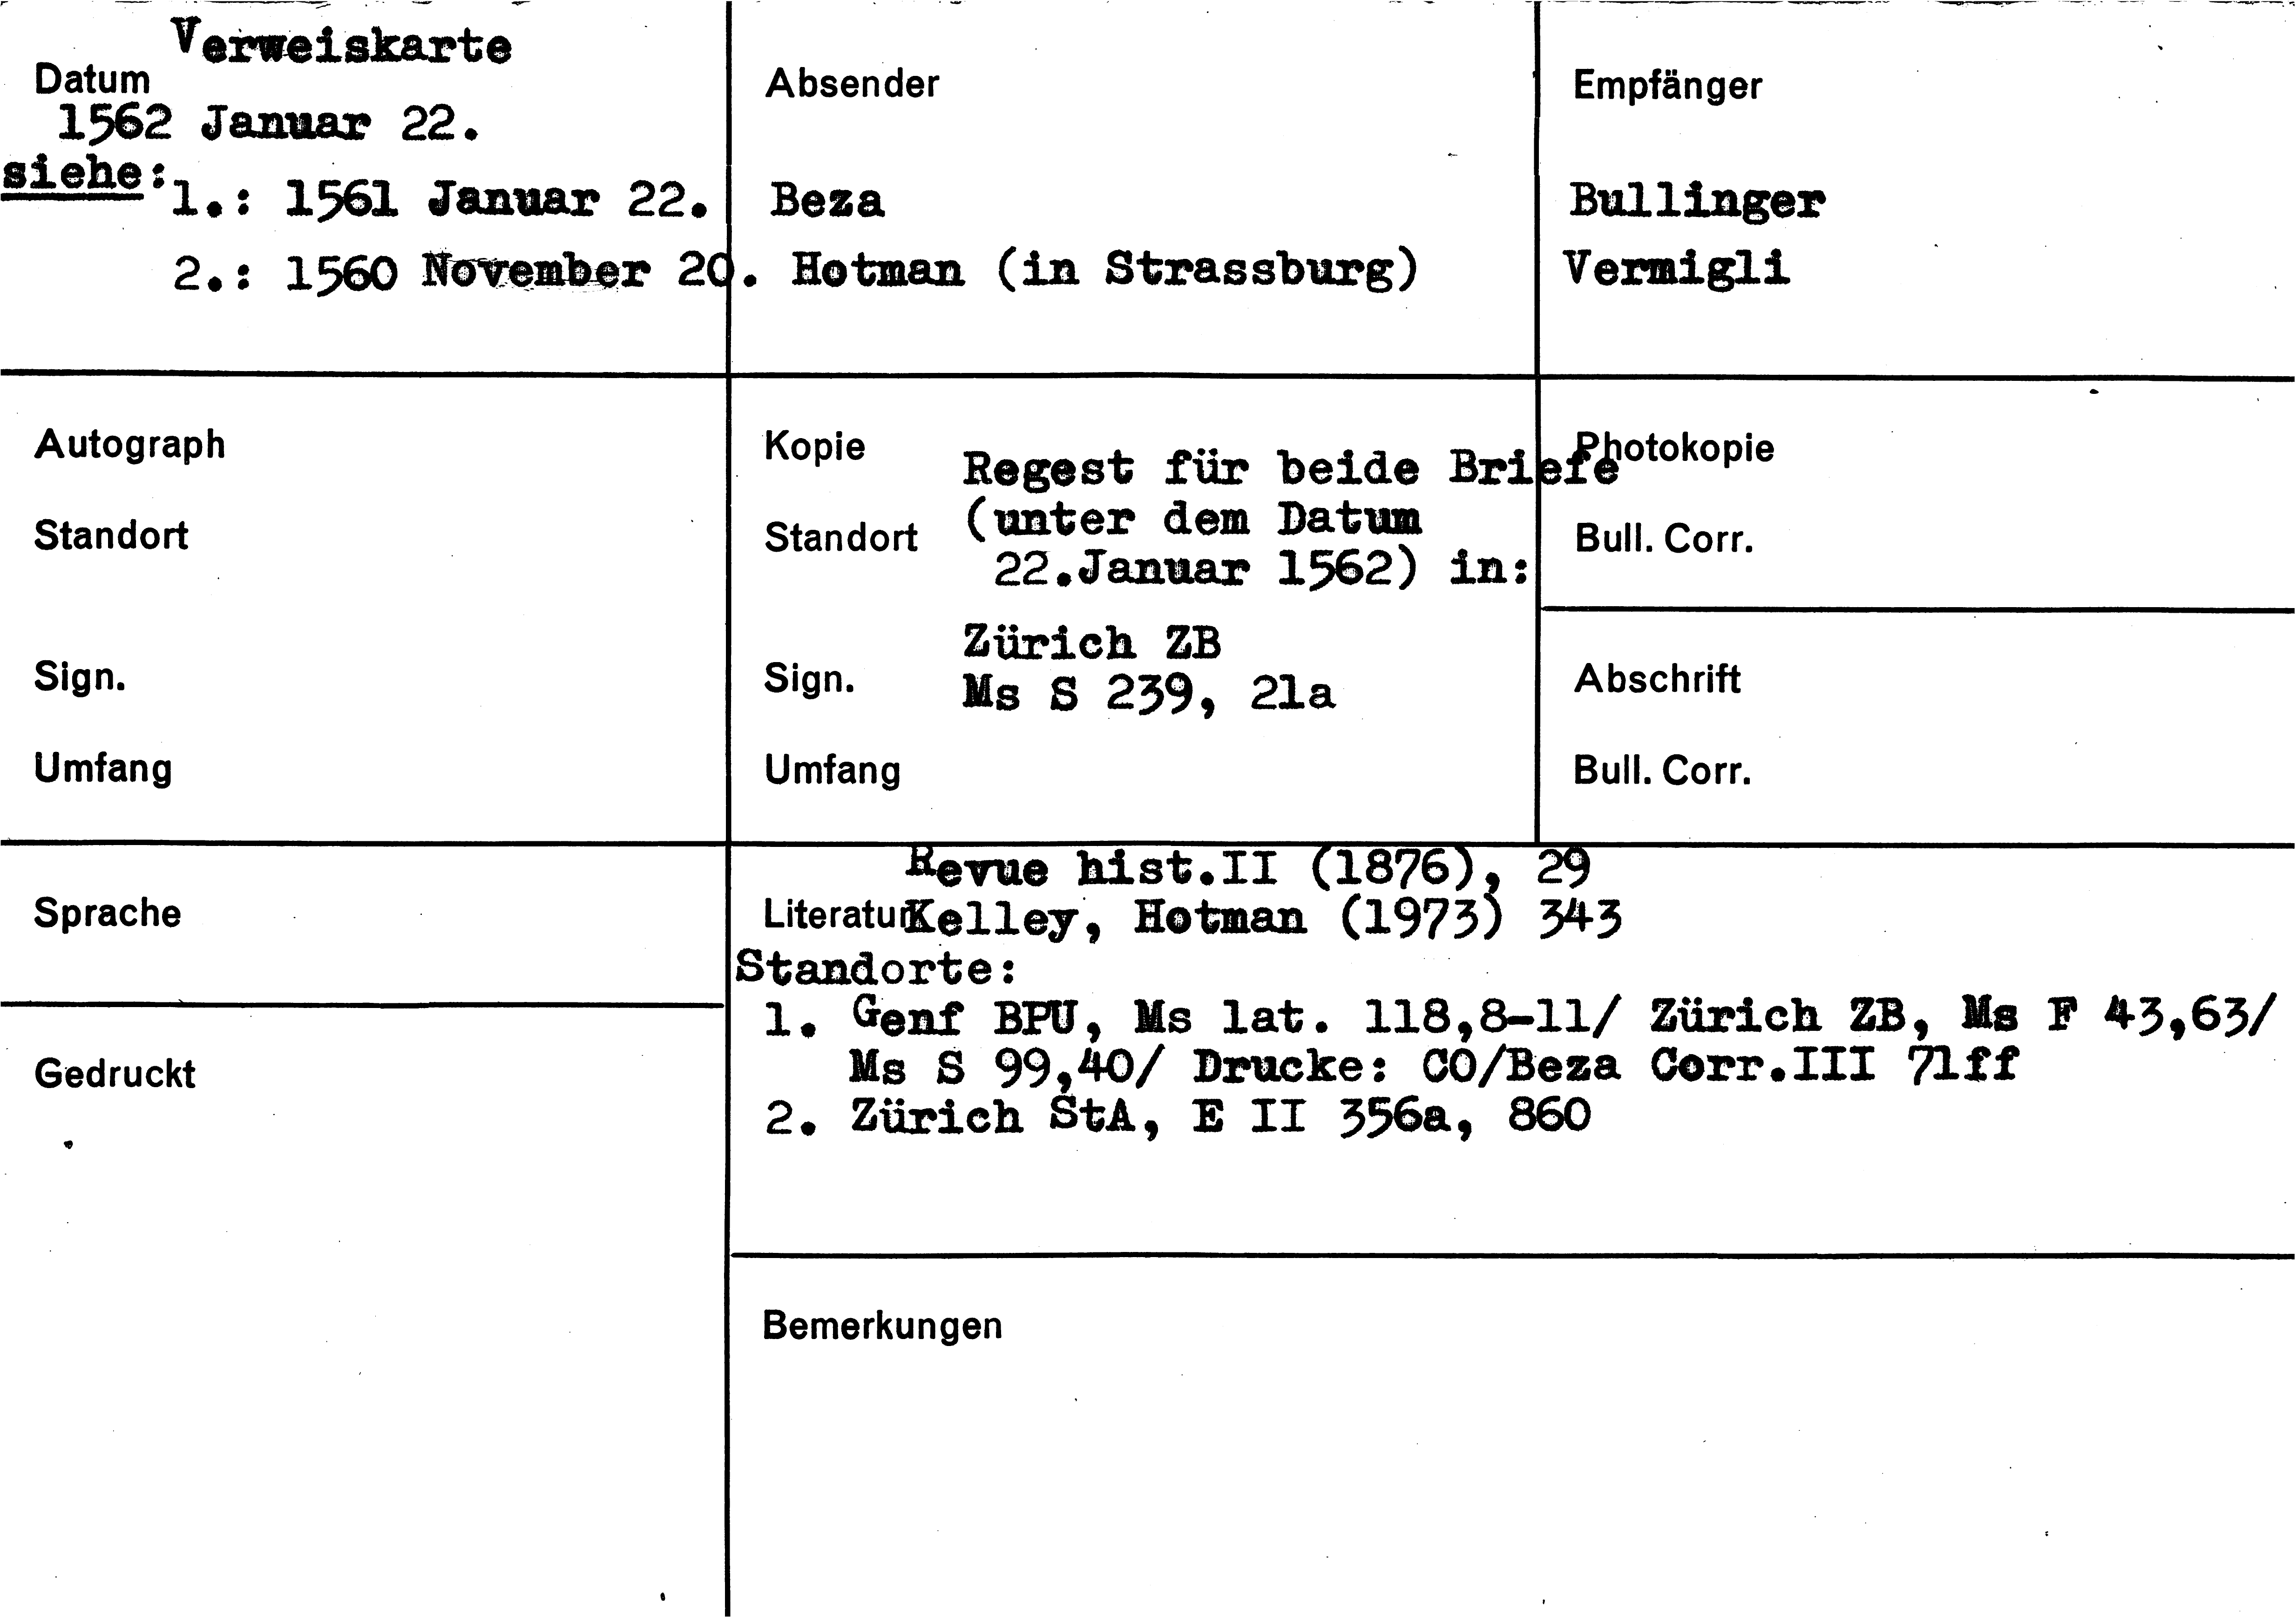 Verweiskarte
Datum
1562 Januar 22.
siehe:
1.: 1561 Januar 22.
2.: 1560 November 20.
Absender
Beza
Hotman (in Strassburg)
Empfänger
Bullinger
Vermigli
Autograph
Standort
Sign.
Umfang
Kopie
Regest für beide Briefe
(unter dem Datum
Standort
22.Januar 1562) in:
Zürich ZB
Sign.
Ms S 239, 21a
Umfang
Photokopie
Bull. Corr.
Abschrift
Bull. Corr.
Sprache
Gedruckt
Revue hist.II (1876), 29
Literatur Kelley, Hotman (1973) 343
Standorte:
1. Genf BPU, Ms lat. 118,8-11/ Zürich ZB, Ms F 43,63/
Ms S 99,40/ Drucke: CO/Beza Corr.III 71ff
2. Zürich StA, E II 356a, 860
Bemerkungen